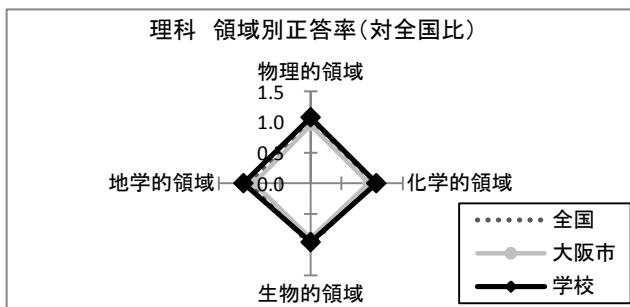 理科　領域別正答率（対全国比）
物理的領域
1.5
1.0
0.5
0.0
地学的領域
化学的領域
生物的領域
全国
大阪市
学校